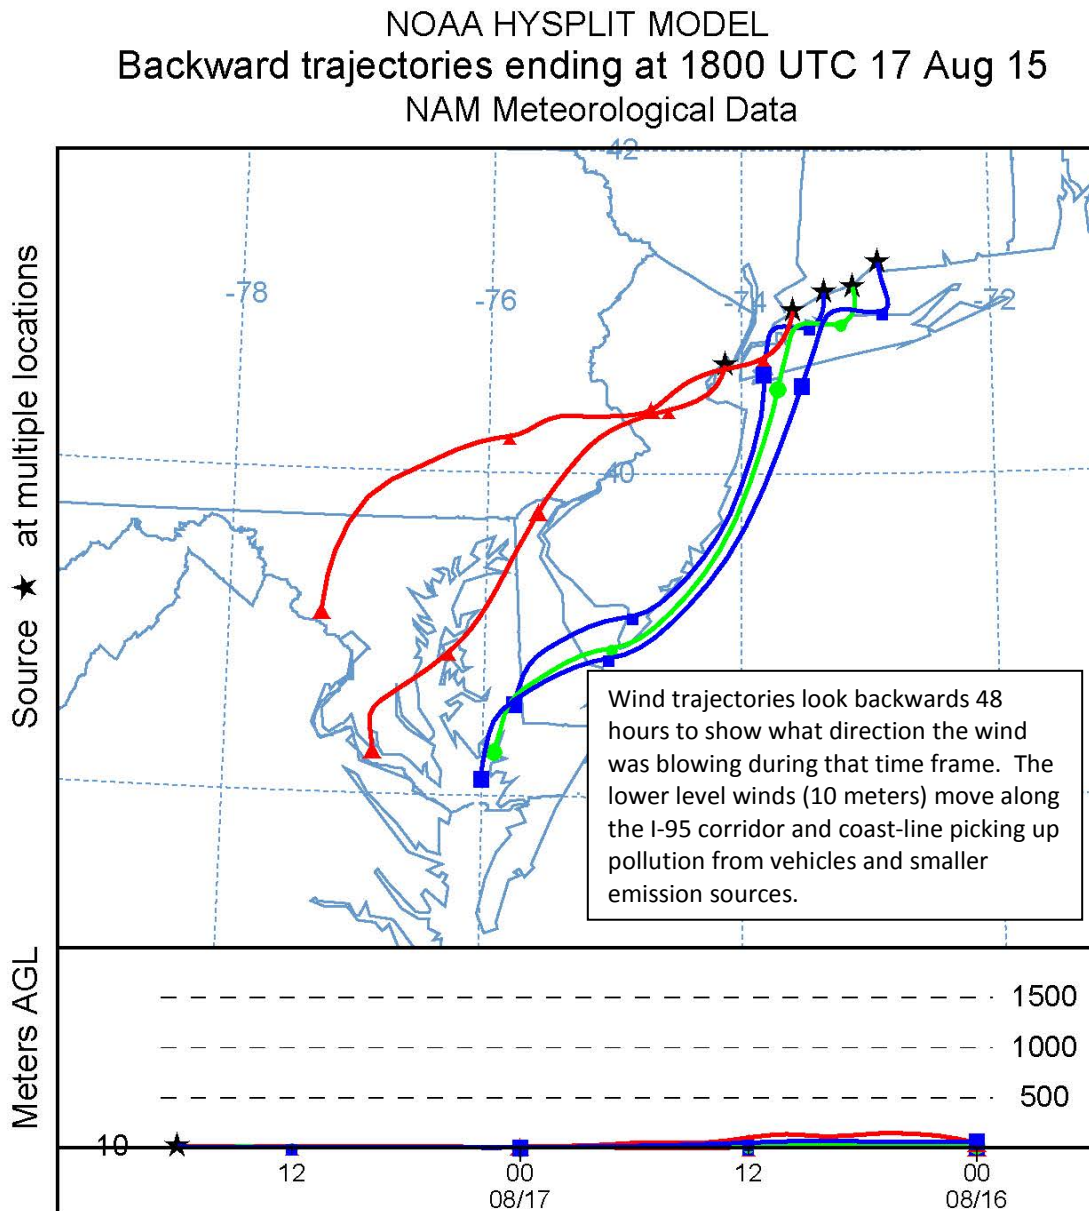 NOAA HYSPLIT MODEL
Backward trajectories ending at 1800 UTC 17 Aug 15
NAM Meteorological Data
Source ★ at multiple locations
42
-78
-76
-74
-72
40
Wind trajectories look backwards 48
hours to show what direction the wind
was blowing during that time frame.  The
lower level winds (10 meters) move along
the I-95 corridor and coast-line picking up
pollution from vehicles and smaller
emission sources.
Meters AGL
1500
1000
500
10
12
00
12
00
08/17
08/16